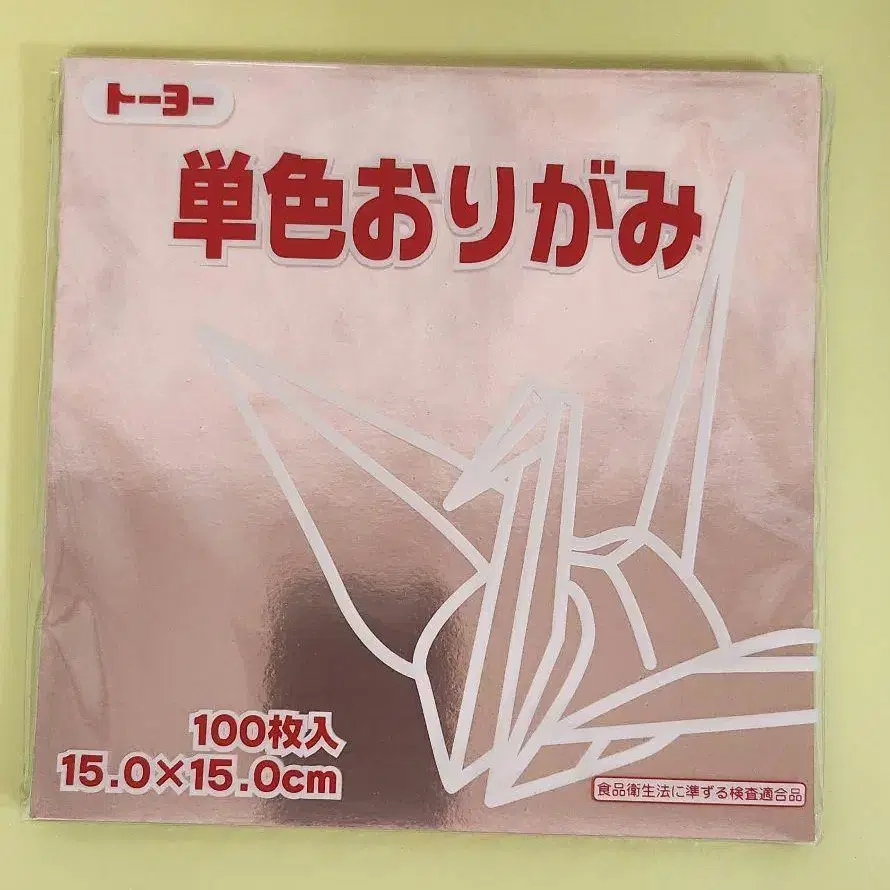 トーヨー
単色おりがみ
100枚入
15.0×15.0cm
食品衛生法に準ずる検査適合品